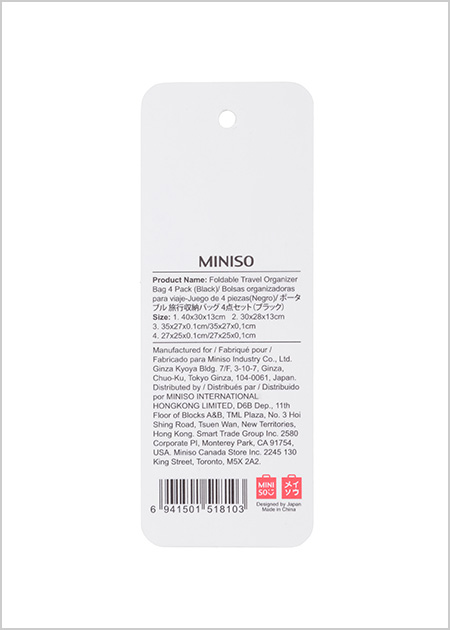 MINISO
Product Name: Foldable Travel Organizer
Bag 4 Pack (Black)/ Bolsas organizadoras
para viaje-Juego de 4 piezas(Negro)/ ポータ
ブル 旅行収納バッグ 4点セット（ブラック）
Size: 1. 40x30x13cm 2. 30x28x13cm
3. 35x27x0.1cm/35x27x0,1cm
4. 27x25x0.1cm/27x25x0,1cm
Manufactured for / Fabriqué pour /
Fabricado para Miniso Industry Co., Ltd.
Ginza Kyoya Bldg. 7/F, 3-10-7, Ginza,
Chuo-Ku, Tokyo Ginza, 104-0061, Japan.
Distributed by / Distribués par / Distribuido
por MINISO INTERNATIONAL
HONGKONG LIMITED, D6B Dep., 11th
Floor of Blocks A&B, TML Plaza, No. 3 Hoi
Shing Road, Tsuen Wan, New Territories,
Hong Kong. Smart Trade Group Inc. 2580
Corporate Pl, Monterey Park, CA 91754,
USA. Miniso Canada Store Inc. 2245 130
King Street, Toronto, M5X 2A2.
MINI
SO
メイ
ソウ
Designed by Japan
Made in China
6 941501 518103